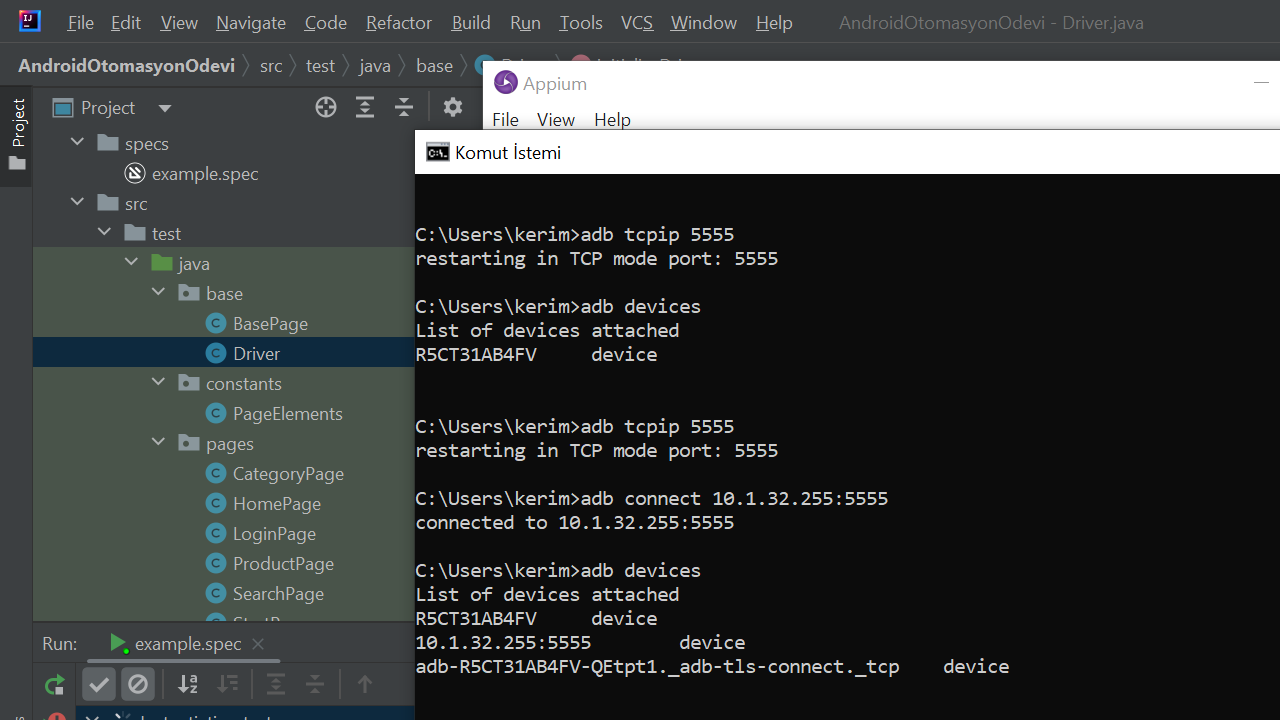 File Edit View Navigate Code Refactor Build Run Tools VCS Window Help AndroidOtomasyonOdevi - Driver.java
AndroidOtomasyonOdevi src test java base
Appium
File View Help
Project
Project
specs
example.spec
src
test
java
base
BasePage
Driver
constants
PageElements
pages
CategoryPage
HomePage
LoginPage
ProductPage
SearchPage
Komut İstemi
C:\Users\kerim>adb tcpip 5555
restarting in TCP mode port: 5555
C:\Users\kerim>adb devices
List of devices attached
R5CT31AB4FV device
C:\Users\kerim>adb tcpip 5555
restarting in TCP mode port: 5555
C:\Users\kerim>adb connect 10.1.32.255:5555
connected to 10.1.32.255:5555
C:\Users\kerim>adb devices
List of devices attached
R5CT31AB4FV device
10.1.32.255:5555 device
adb-R5CT31AB4FV-QEtpt1._adb-tls-connect._tcp device
Run: example.spec